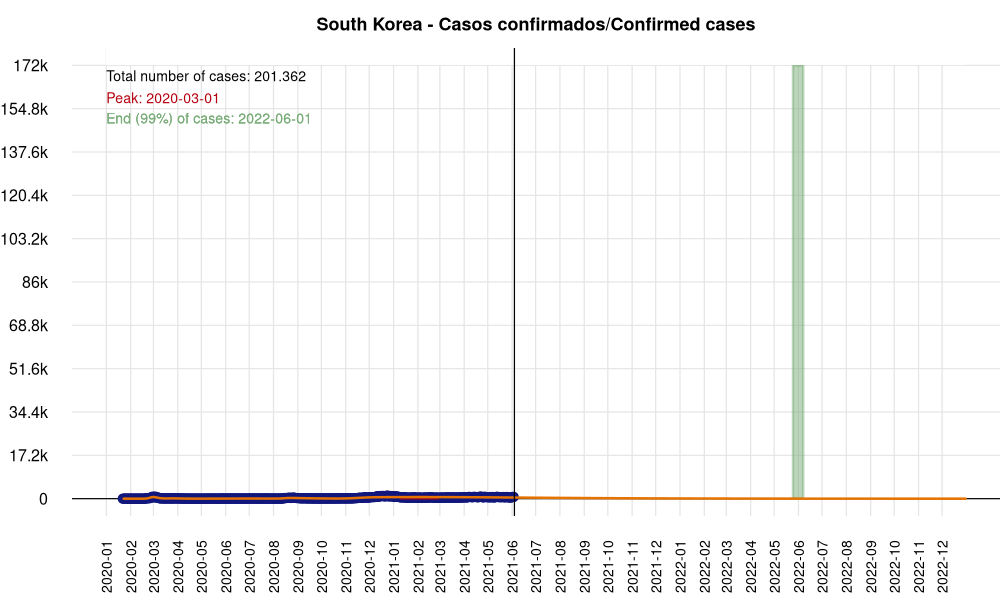 South Korea - Casos confirmados/Confirmed cases
172k
154.8k
137.6k
120.4k
103.2k
86k
68.8k
51.6k
34.4k
17.2k
0
Total number of cases: 201.362
Peak: 2020-03-01
End (99%) of cases: 2022-06-01
2020-01
2020-02
2020-03
2020-04
2020-05
2020-06
2020-07
2020-08
2020-09
2020-10
2020-11
2020-12
2021-01
2021-02
2021-03
2021-04
2021-05
2021-06
2021-07
2021-08
2021-09
2021-10
2021-11
2021-12
2022-01
2022-02
2022-03
2022-04
2022-05
2022-06
2022-07
2022-08
2022-09
2022-10
2022-11
2022-12